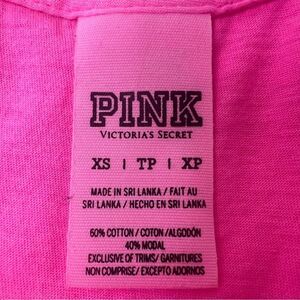 PINK
VICTORIA'S SECRET
XS | TP | XP
MADE IN SRI LANKA / FAIT AU
SRI LANKA / HECHO EN SRI LANKA
60% COTTON / COTON / ALGODÓN
40% MODAL
EXCLUSIVE OF TRIMS/ GARNITURES
NON COMPRISE/ EXCEPTO ADORNOS